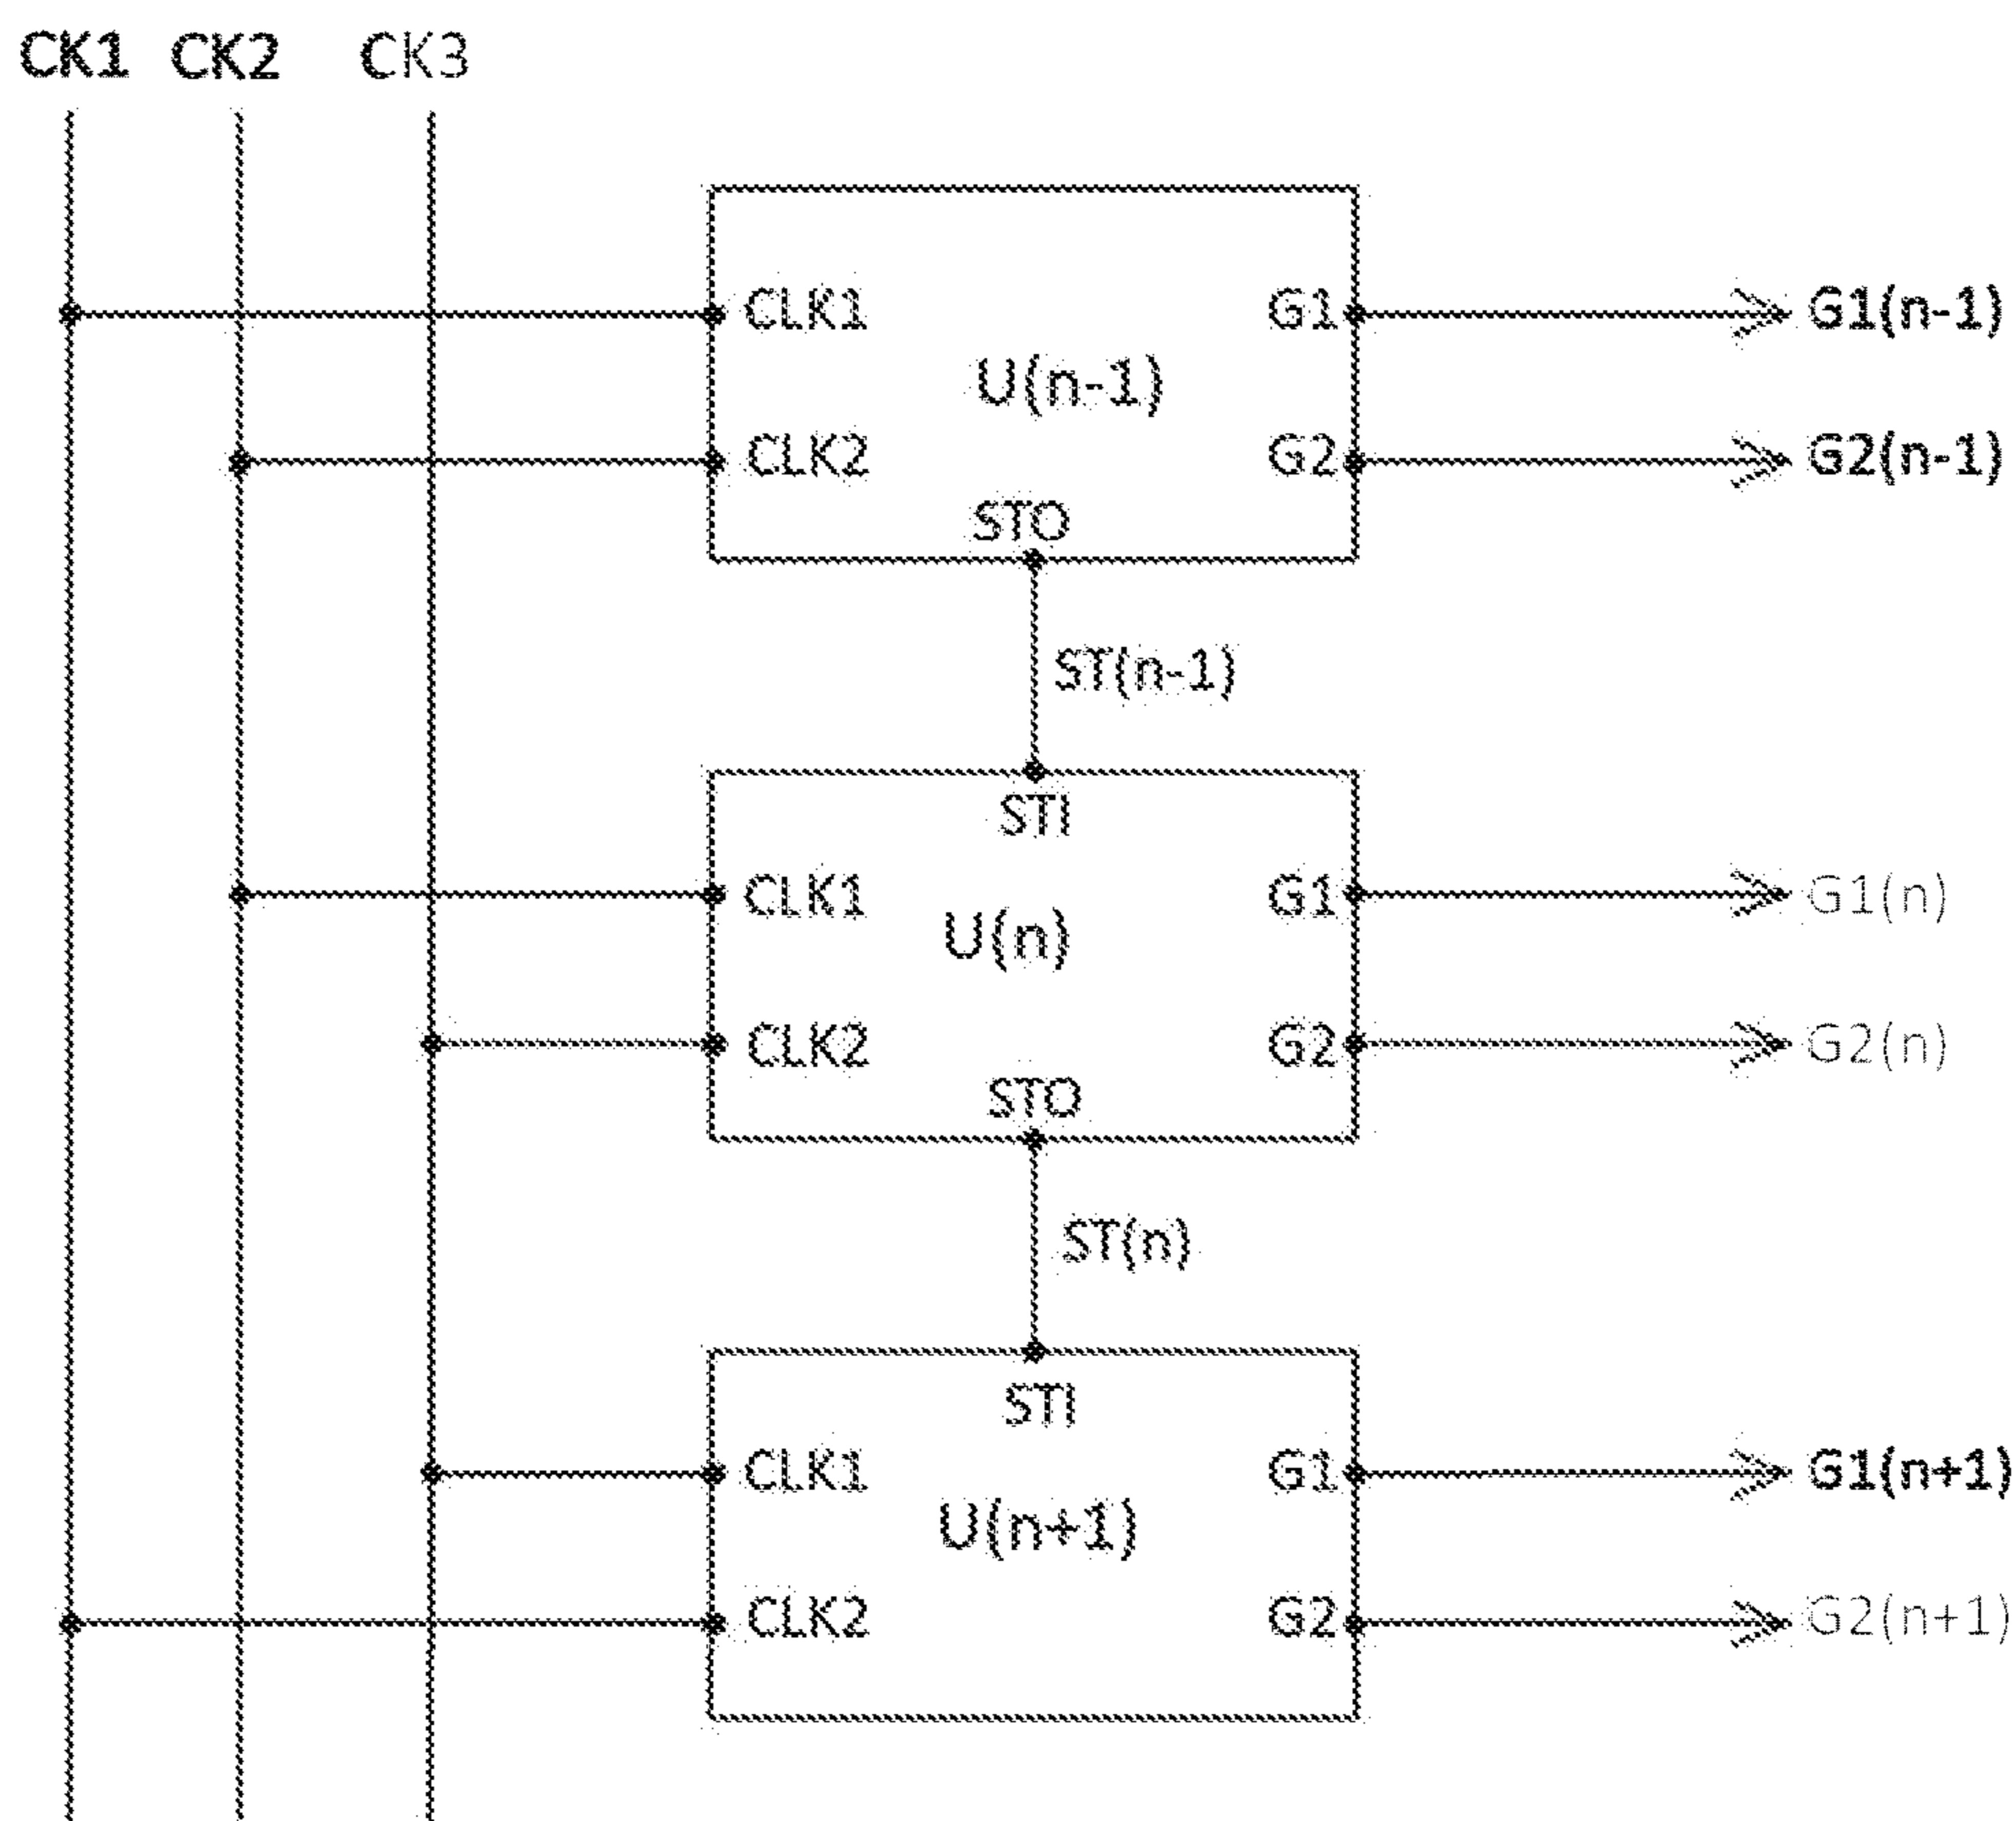 CK1 CK2 CK3
CLK1 G1 G1(n-1)
U(n-1)
CLK2 G2 G2(n-1)
STO
ST(n-1)
STI
CLK1 G1 G1(n)
U(n)
CLK2 G2 G2(n)
STO
ST(n)
STI
CLK1 G1 G1(n+1)
U(n+1)
CLK2 G2 G2(n+1)